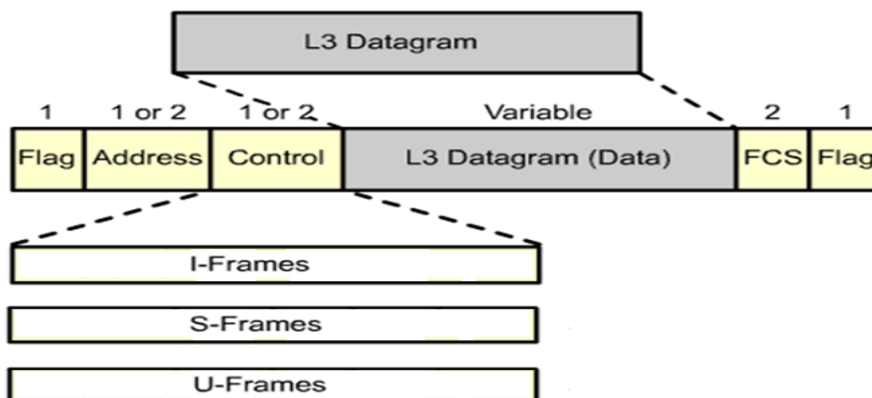 L3 Datagram
1 1 or 2 1 or 2 Variable 2 1
Flag Address Control L3 Datagram (Data) FCS Flag
I-Frames
S-Frames
U-Frames